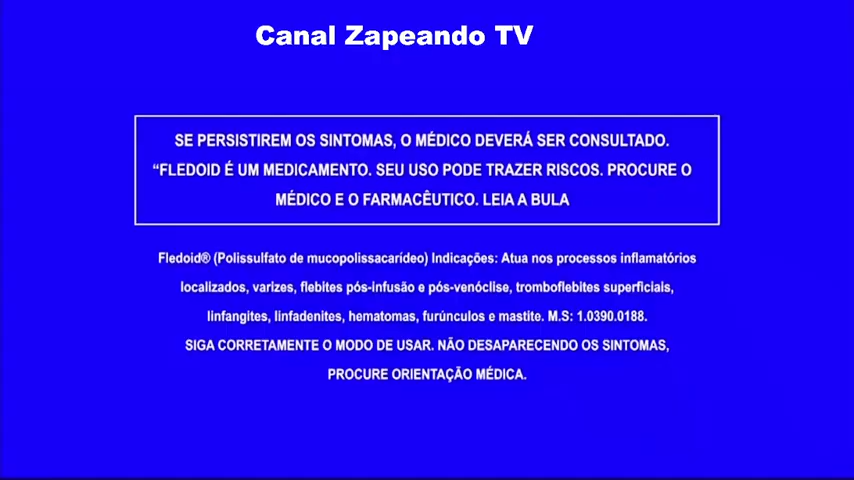 Canal Zapeando TV
SE PERSISTIREM OS SINTOMAS, O MÉDICO DEVERÁ SER CONSULTADO.
“FLEDOID É UM MEDICAMENTO. SEU USO PODE TRAZER RISCOS. PROCURE O
MÉDICO E O FARMACÊUTICO. LEIA A BULA
Fledoid® (Polissulfato de mucopolissacarídeo) Indicações: Atua nos processos inflamatórios
localizados, varizes, flebites pós-infusão e pós-venóclise, tromboflebites superficiais,
linfangites, linfadenites, hematomas, furúnculos e mastite. M.S: 1.0390.0188.
SIGA CORRETAMENTE O MODO DE USAR. NÃO DESAPARECENDO OS SINTOMAS,
PROCURE ORIENTAÇÃO MÉDICA.